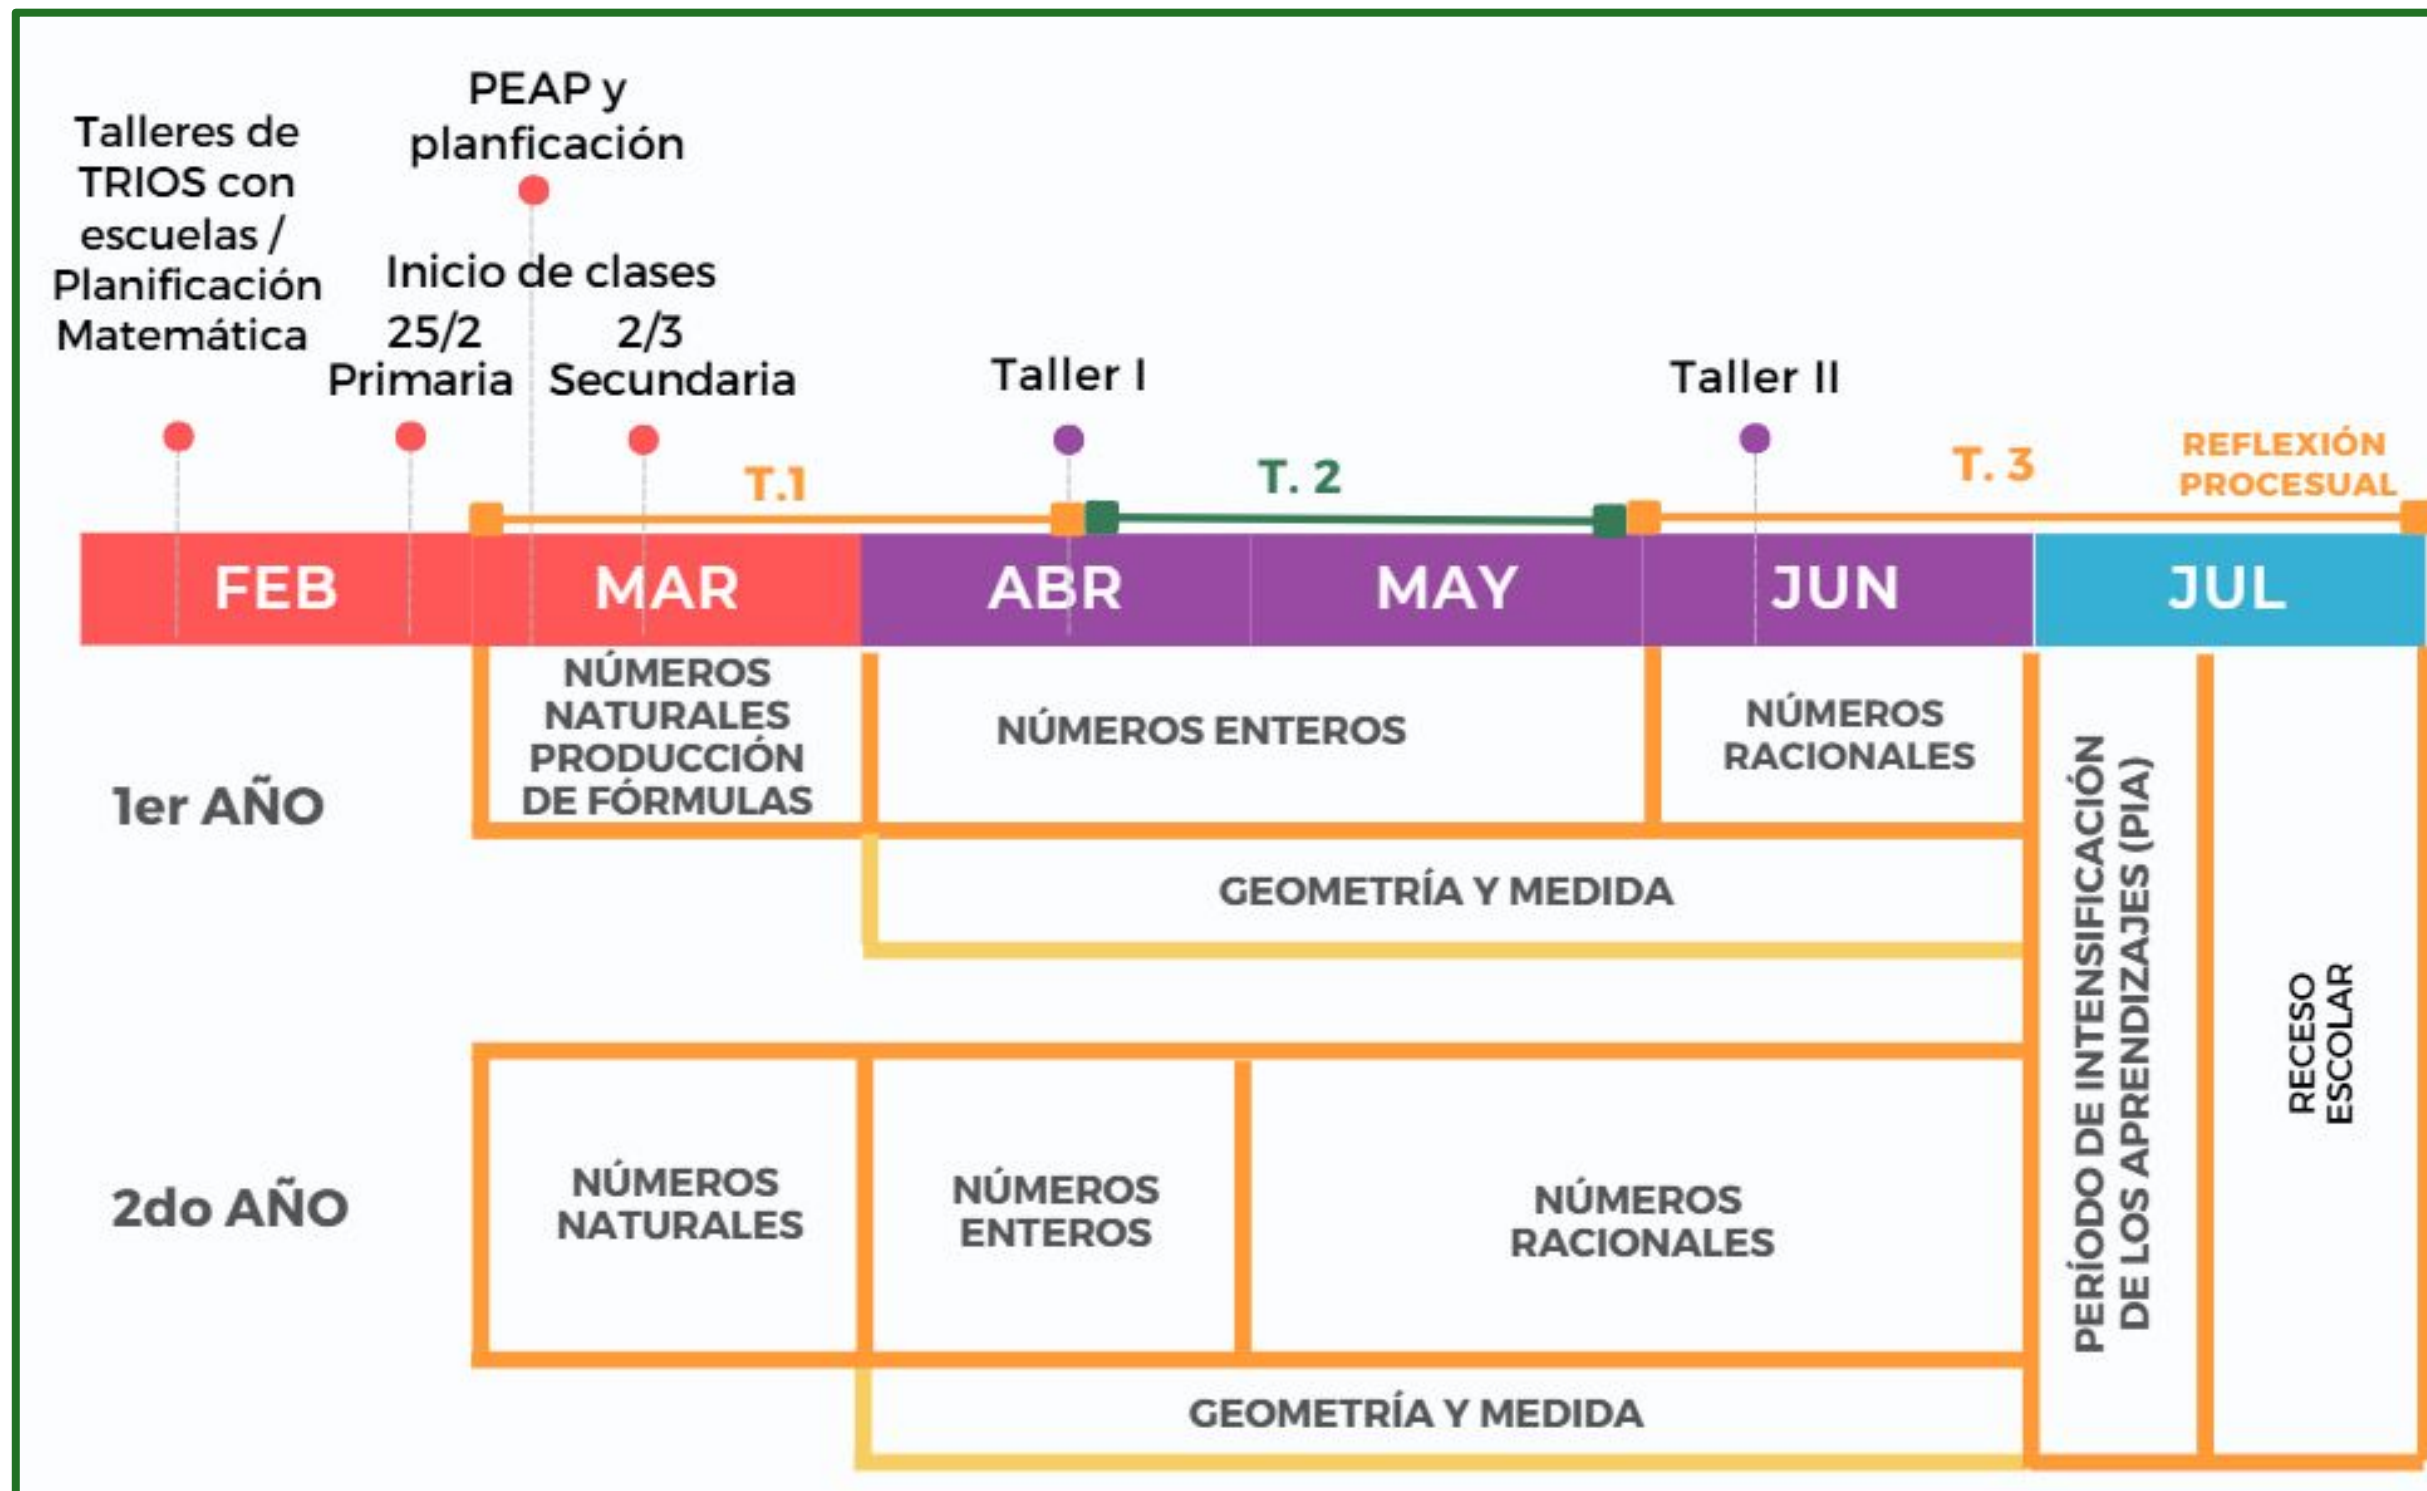 Talleres de
TRIOS con
escuelas /
Planificación
Matemática
PEAP y
planficación
Inicio de clases
25/2
Primaria
2/3
Secundaria
Taller I
Taller II
T.1
T. 2
T. 3
REFLEXIÓN
PROCESUAL
FEB
MAR
ABR
MAY
JUN
JUL
1er AÑO
NÚMEROS
NATURALES
PRODUCCIÓN
DE FÓRMULAS
NÚMEROS ENTEROS
NÚMEROS
RACIONALES
GEOMETRÍA Y MEDIDA
2do AÑO
NÚMEROS
NATURALES
NÚMEROS
ENTEROS
NÚMEROS
RACIONALES
GEOMETRÍA Y MEDIDA
PERÍODO DE INTENSIFICACIÓN
DE LOS APRENDIZAJES (PIA)
RECESO
ESCOLAR